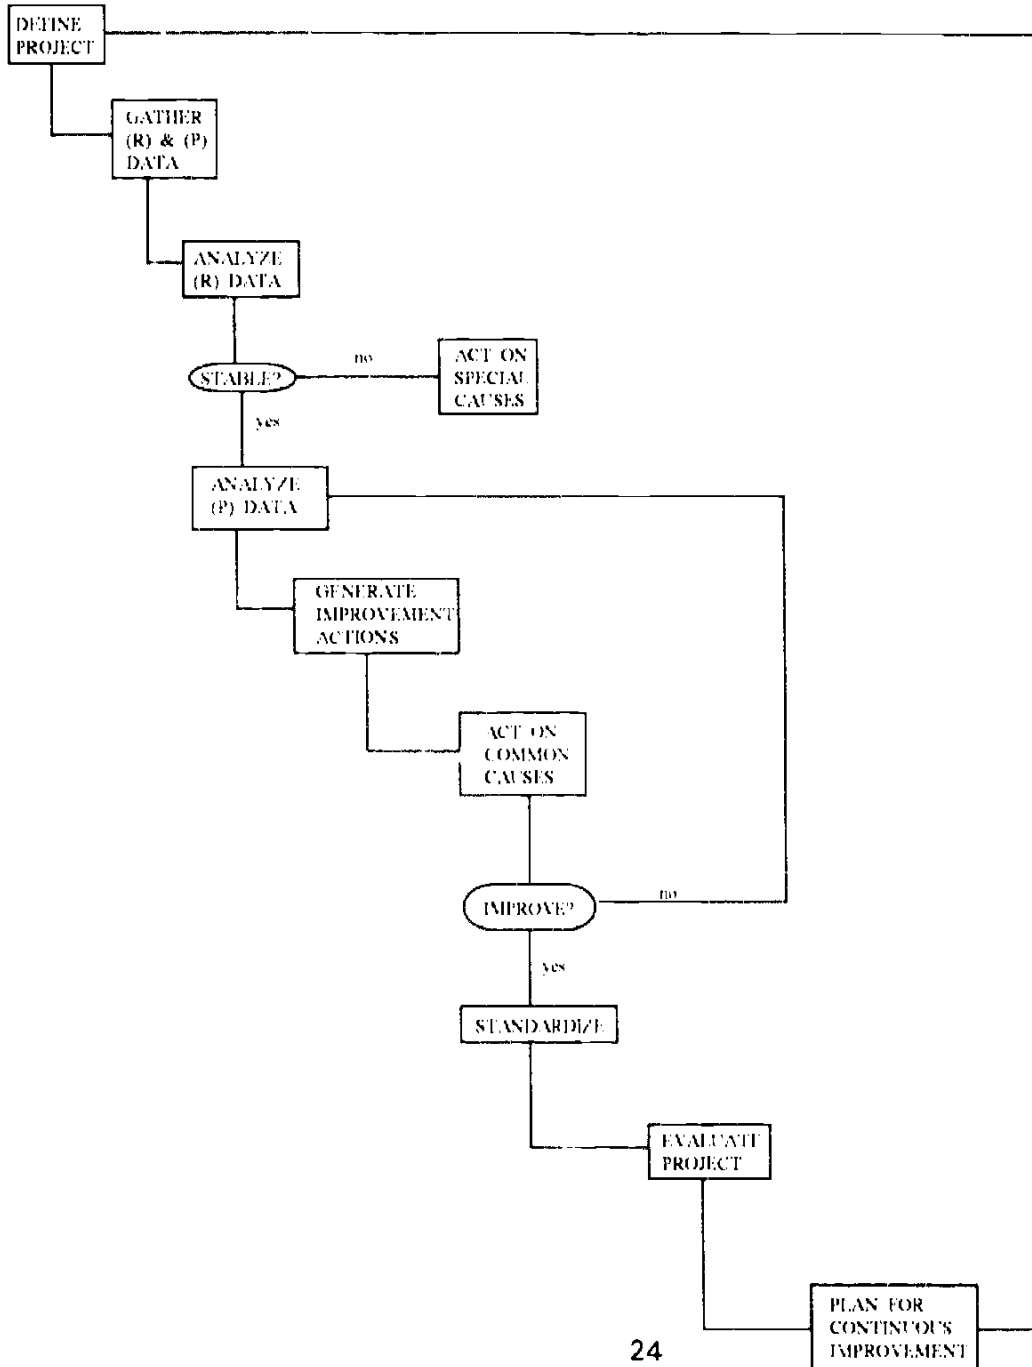 DEFINE
PROJECT
GATHER
(R) & (P)
DATA
ANALYZE
(R) DATA
STABLE?
no
ACT ON
SPECIAL
CAUSES
yes
ANALYZE
(P) DATA
GENERATE
IMPROVEMENT
ACTIONS
ACT ON
COMMON
CAUSES
IMPROVE?
no
yes
STANDARDIZE
EVALUATE
PROJECT
PLAN FOR
CONTINUOUS
IMPROVEMENT
24